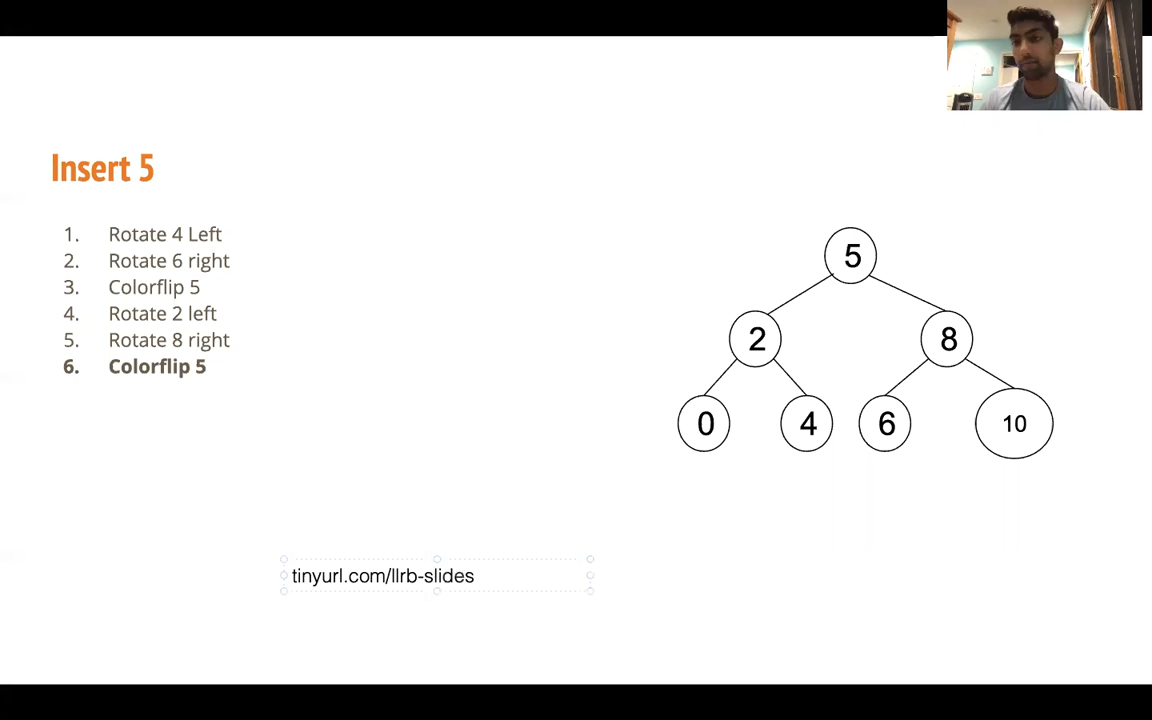 Insert 5
1. Rotate 4 Left
2. Rotate 6 right
3. Colorflip 5
4. Rotate 2 left
5. Rotate 8 right
6. Colorflip 5
5
2 8
0 4 6 10
tinyurl.com/llrb-slides